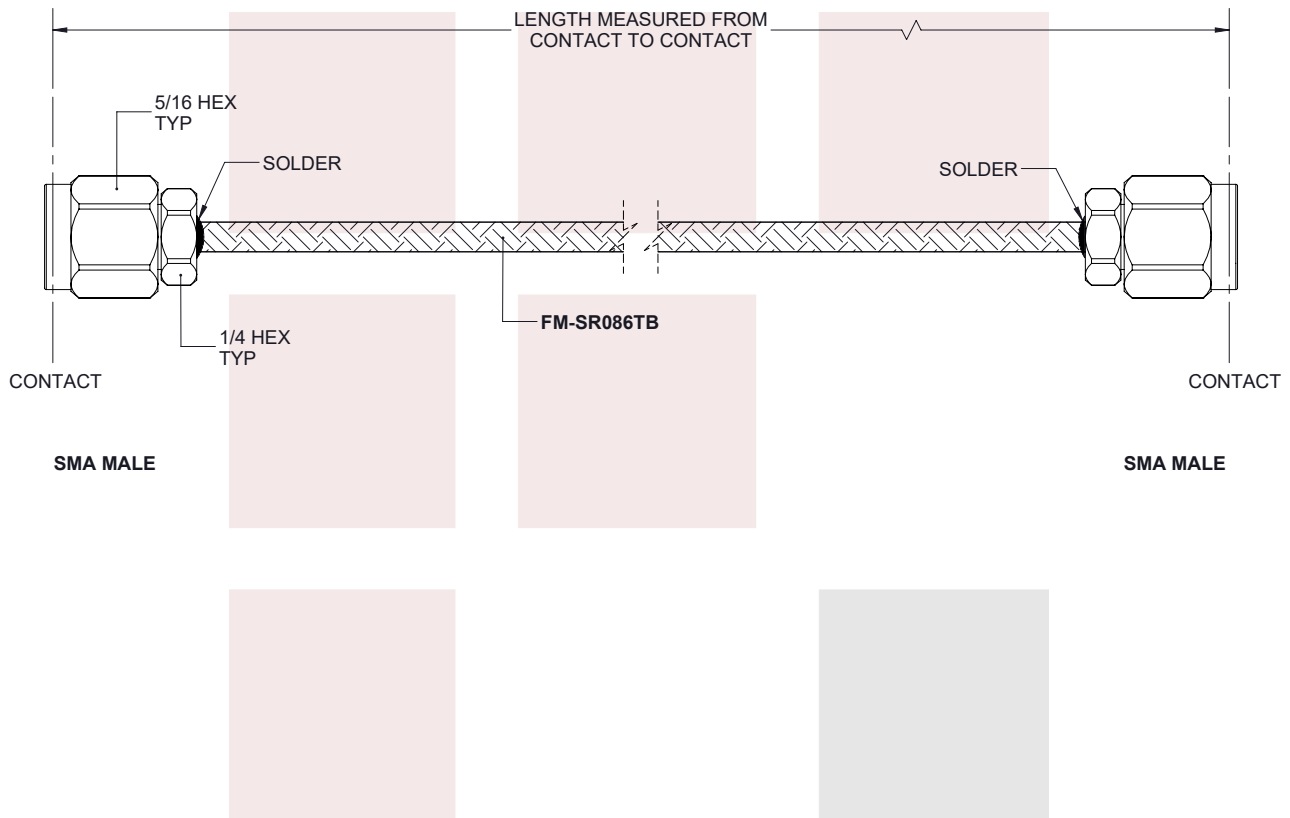 LENGTH MEASURED FROM
CONTACT TO CONTACT
5/16 HEX
TYP
SOLDER
SOLDER
FM-SR086TB
1/4 HEX
TYP
CONTACT
CONTACT
SMA MALE
SMA MALE